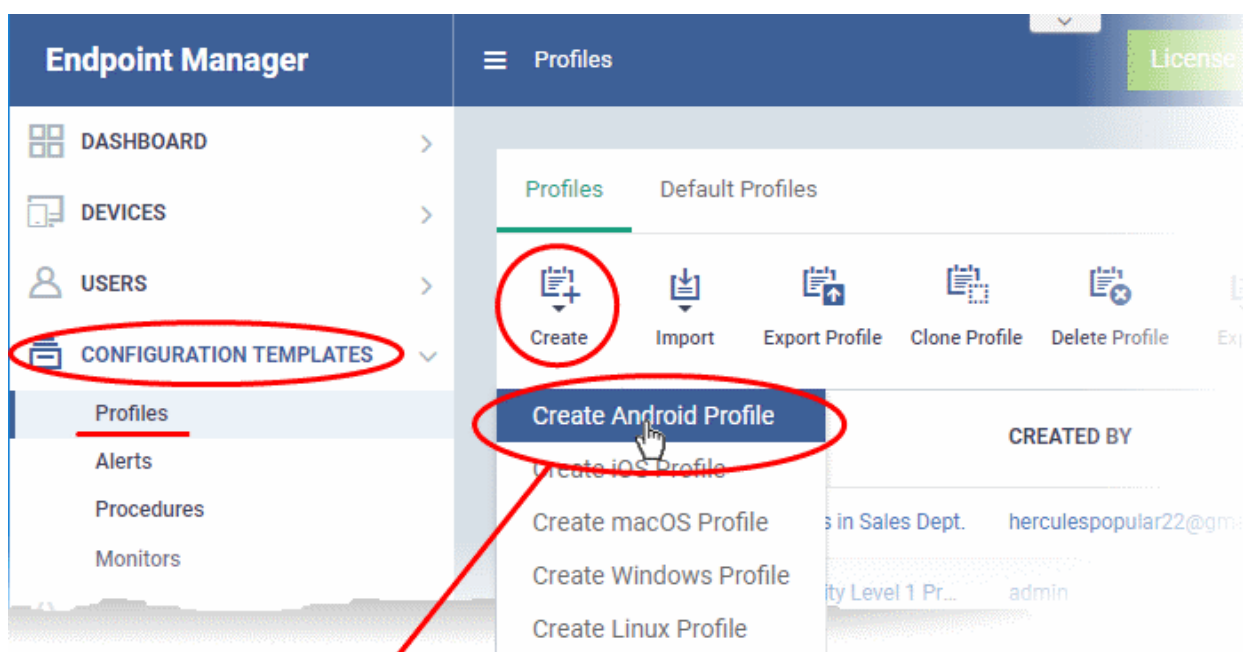 Endpoint Manager
Profiles
License
DASHBOARD
DEVICES
USERS
CONFIGURATION TEMPLATES
Profiles
Alerts
Procedures
Monitors
Profiles Default Profiles
Create Import Export Profile Clone Profile Delete Profile
Create Android Profile
Create iOS Profile
Create macOS Profile
Create Windows Profile
Create Linux Profile
CREATED BY
s in Sales Dept. herculespopular22@gm
ity Level 1 Pr... admin